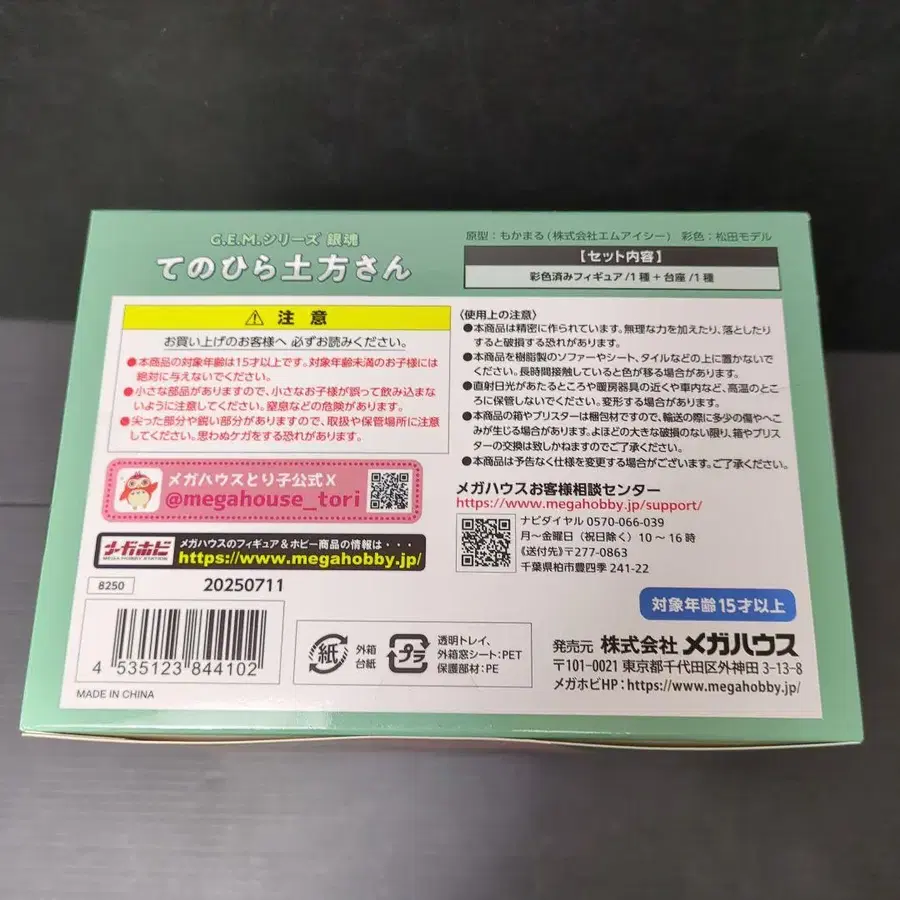 G.E.M.シリーズ 銀魂
てのひら土方さん
原型：もかまる(株式会社エムアイシー) 彩色：松田モデル
【セット内容】
彩色済みフィギュア/1種＋台座/1種
⚠ 注 意
お買い上げのお客様へ 必ずお読みください。
●本商品の対象年齢は15才以上です。対象年齢未満のお子様には
絶対に与えないでください。
●小さな部品がありますので、小さなお子様が誤って飲み込まな
いように注意してください。窒息などの危険があります。
●尖った部分や鋭い部分がありますので、取扱や保管場所に注意
してください。思わぬケガをする恐れがあります。
メガハウスとり子公式X
@megahouse_tori
メガホビ
MEGA HOBBY STATION
メガハウスのフィギュア&ホビー商品の情報は・・・
https://www.megahobby.jp/
8250
20250711
4 535123 844102
MADE IN CHINA
〈使用上の注意〉
●本商品は精密に作られています。無理な力を加えたり、落としたり
すると破損する恐れがあります。
●本商品を樹脂製のソファーやシート、タイルなどの上に置かないで
ください。長時間接触していると色が移る場合があります。
●直射日光があたるところや暖房器具の近くや車内など、高温のとこ
ろに保管しないでください。変形する場合があります。
●本商品の箱やブリスターは梱包材ですので、輸送の際に多少の傷やへこ
みが生じる場合があります。よほどの大きな破損のない限り、箱やブリス
ターの交換は致しかねますのでご了承ください。
●本商品は予告なく仕様を変更する場合がございます。ご了承ください。
メガハウスお客様相談センター
https://www.megahobby.jp/support/
ナビダイヤル 0570-066-039
月〜金曜日(祝日除く) 10〜16時
《送付先》〒277-0863
千葉県柏市豊四季 241-22
対象年齢15才以上
紙
外箱
台紙
プラ
透明トレイ、
外箱窓シート:PET
保護部材:PE
発売元 株式会社 メガハウス
〒101-0021 東京都千代田区外神田 3-13-8
メガホビHP：https://www.megahobby.jp/